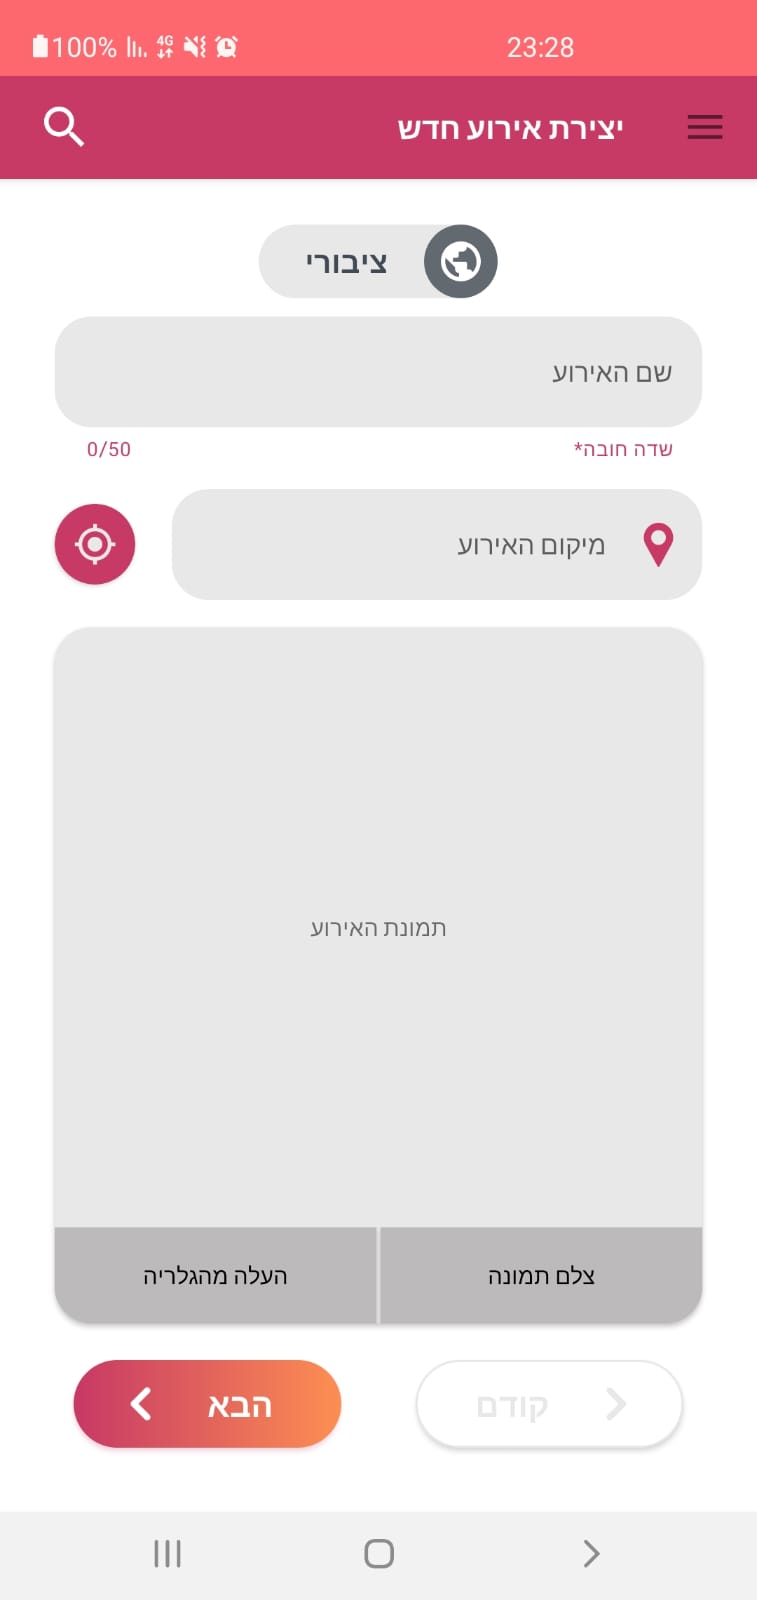 100% 4G 23:28
יצירת אירוע חדש
ציבורי
שם האירוע
שדה חובה* 0/50
מיקום האירוע
תמונת האירוע
צלם תמונה העלה מהגלריה
קודם הבא